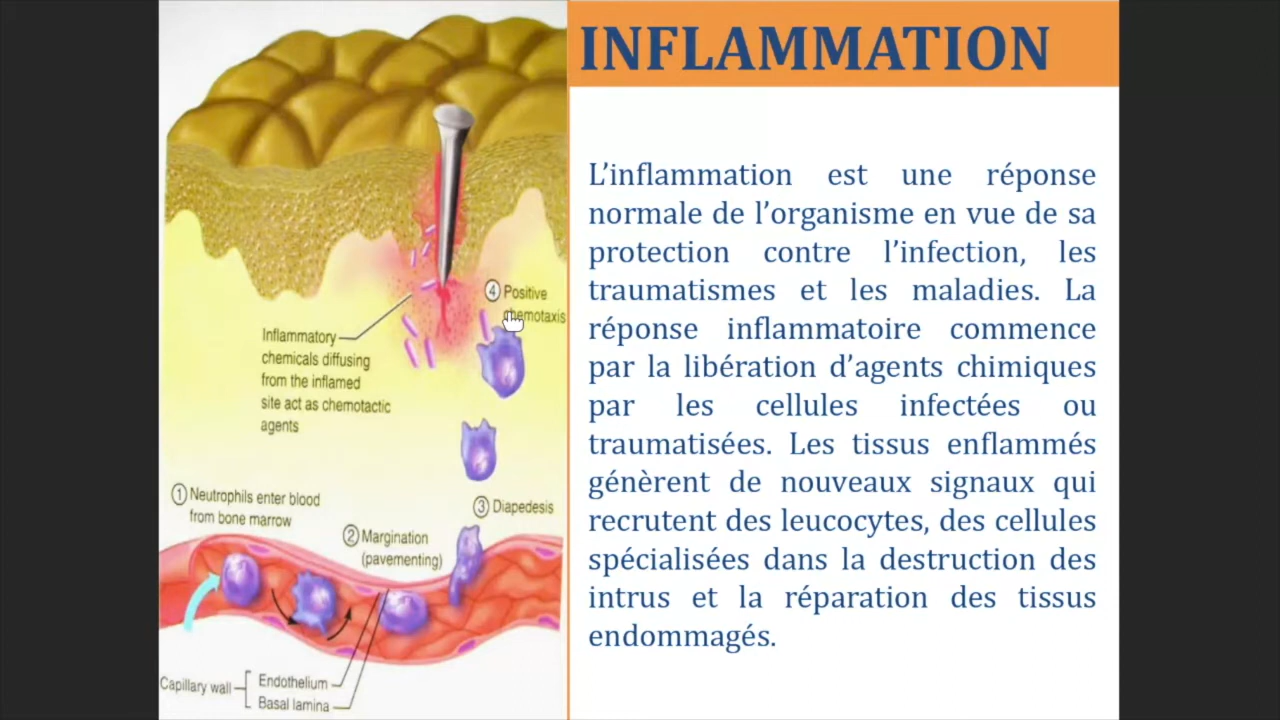 INFLAMMATION
L’inflammation est une réponse
normale de l’organisme en vue de sa
protection contre l’infection, les
traumatismes et les maladies. La
réponse inflammatoire commence
par la libération d’agents chimiques
par les cellules infectées ou
traumatisées. Les tissus enflammés
génèrent de nouveaux signaux qui
recrutent des leucocytes, des cellules
spécialisées dans la destruction des
intrus et la réparation des tissus
endommagés.
④ Positive
chemotaxis
Inflammatory
chemicals diffusing
from the inflamed
site act as chemotactic
agents
① Neutrophils enter blood
from bone marrow
② Margination
(pavementing)
③ Diapedesis
Capillary wall
Endothelium
Basal lamina